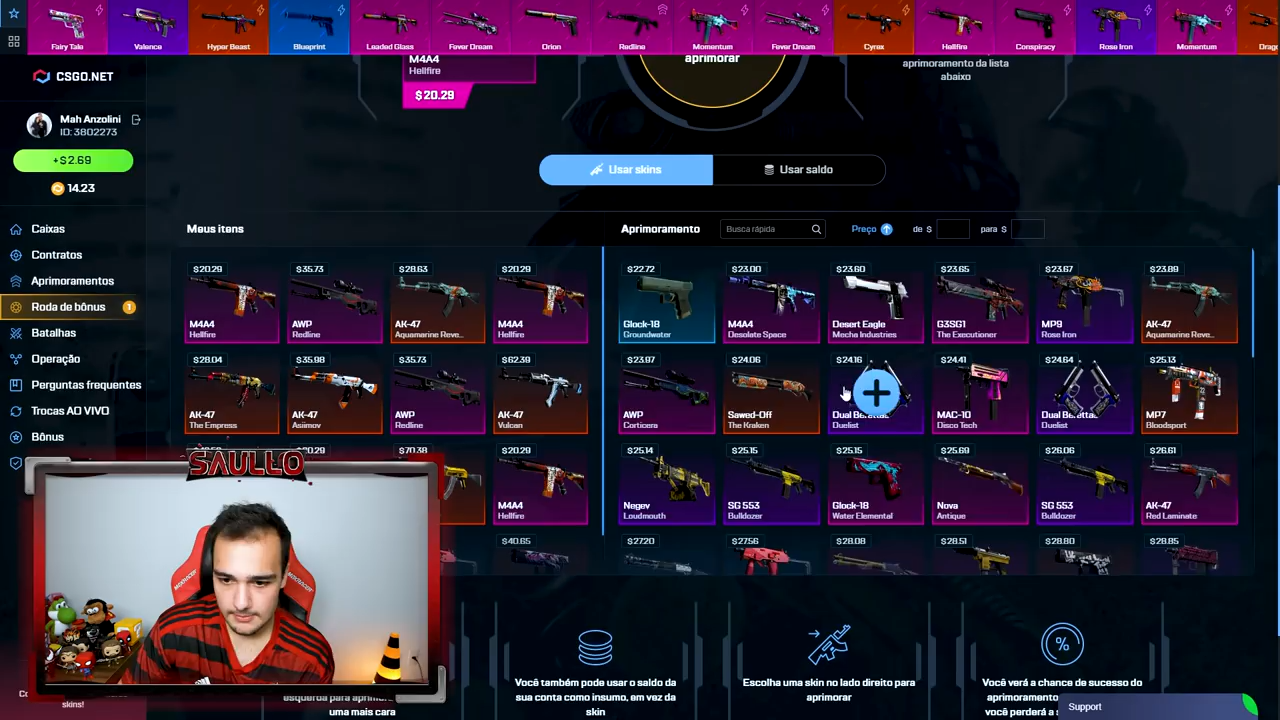 Fairy Tale
Valence
Hyper Beast
Blueprint
Leaded Glass
Fever Dream
Orion
Redline
Momentum
Fever Dream
Cyrex
Hellfire
Conspiracy
Rose Iron
Momentum
CSGO.NET
Mah Anzolini
ID: 3802273
+$2.69
14.23
Caixas
Contratos
Aprimoramentos
Roda de bônus
1
Batalhas
Operação
Perguntas frequentes
Trocas AO VIVO
Bônus
M4A4
Hellfire
$20.29
aprimorar
aprimoramento da lista
abaixo
Usar skins
Usar saldo
Meus itens
Aprimoramento
Busca rápida
Preço
de $
para $
$20.29
M4A4
Hellfire
$35.73
AWP
Redline
$28.63
AK-47
Aquamarine Reve...
$20.29
M4A4
Hellfire
$28.04
AK-47
The Empress
$35.98
AK-47
Asiimov
$35.73
AWP
Redline
$62.39
AK-47
Vulcan
$70.38
$20.29
M4A4
Hellfire
$40.65
$22.72
Glock-18
Groundwater
$23.00
M4A4
Desolate Space
$23.60
Desert Eagle
Mecha Industries
$23.65
G3SG1
The Executioner
$23.67
MP9
Rose Iron
$23.89
AK-47
Aquamarine Reve...
$23.97
AWP
Corticera
$24.06
Sawed-Off
The Kraken
$24.16
Dual Berettas
Duelist
$24.41
MAC-10
Disco Tech
$24.64
Dual Berettas
Duelist
$25.13
MP7
Bloodsport
$25.14
Negev
Loudmouth
$25.15
SG 553
Bulldozer
$25.15
Glock-18
Water Elemental
$25.69
Nova
Antique
$26.06
SG 553
Bulldozer
$26.61
AK-47
Red Laminate
$27.20
$27.56
$28.08
$28.51
$28.80
$28.85
SAULLO
skins!
uma mais cara
Você também pode usar o saldo da
sua conta como insumo, em vez da
skin
Escolha uma skin no lado direito para
aprimorar
%
Você verá a chance de sucesso do
Support